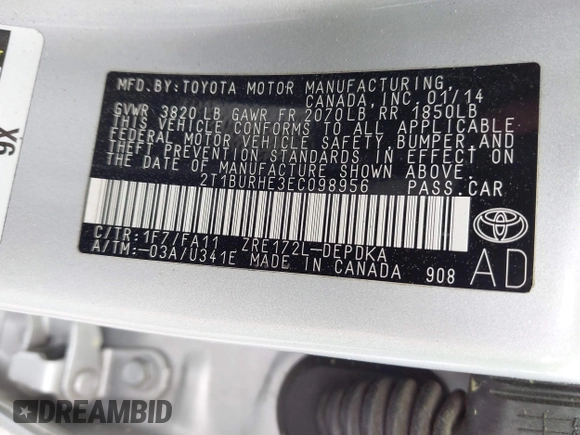 MFD. BY: TOYOTA MOTOR MANUFACTURING,
CANADA, INC. 01/14
GVWR 3820LB GAWR FR 2070LB RR 1850LB
THIS VEHICLE CONFORMS TO ALL APPLICABLE
FEDERAL MOTOR VEHICLE SAFETY, BUMPER, AND
THEFT PREVENTION STANDARDS IN EFFECT ON
THE DATE OF MANUFACTURE SHOWN ABOVE.
2T1BURHE3EC098956 PASS.CAR
C/TR: 1F7/FA11 ZRE172L-DEPDKA
A/TM: -03A/U341E MADE IN CANADA 908
AD
DREAMBID